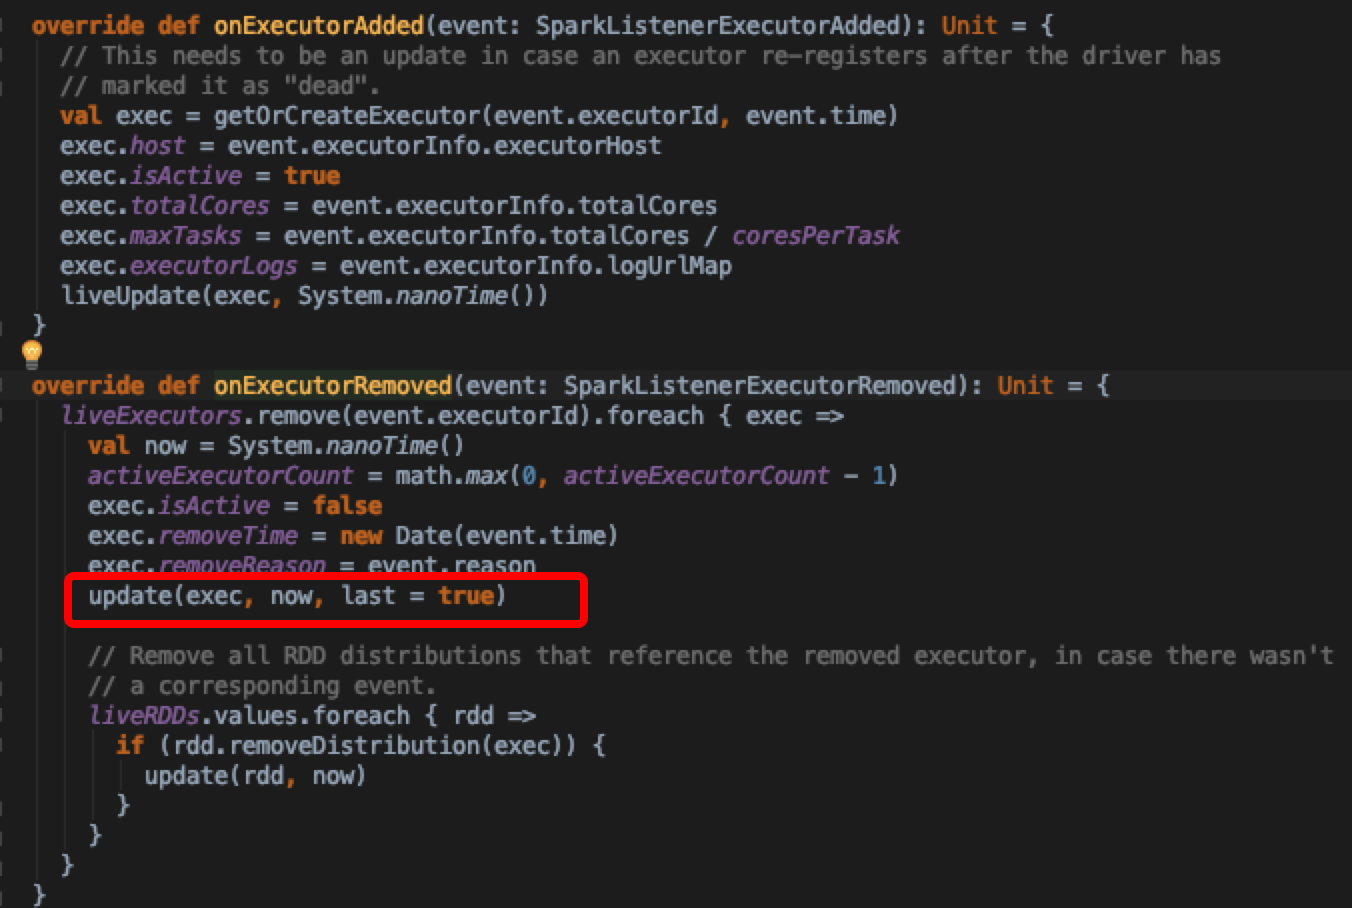 override def onExecutorAdded(event: SparkListenerExecutorAdded): Unit = {
  // This needs to be an update in case an executor re-registers after the driver has
  // marked it as "dead".
  val exec = getOrCreateExecutor(event.executorId, event.time)
  exec.host = event.executorInfo.executorHost
  exec.isActive = true
  exec.totalCores = event.executorInfo.totalCores
  exec.maxTasks = event.executorInfo.totalCores / coresPerTask
  exec.executorLogs = event.executorInfo.logUrlMap
  liveUpdate(exec, System.nanoTime())
}
override def onExecutorRemoved(event: SparkListenerExecutorRemoved): Unit = {
  liveExecutors.remove(event.executorId).foreach { exec =>
    val now = System.nanoTime()
    activeExecutorCount = math.max(0, activeExecutorCount - 1)
    exec.isActive = false
    exec.removeTime = new Date(event.time)
    exec.removeReason = event.reason
    update(exec, now, last = true)
    // Remove all RDD distributions that reference the removed executor, in case there wasn't
    // a corresponding event.
    liveRDDs.values.foreach { rdd =>
      if (rdd.removeDistribution(exec)) {
        update(rdd, now)
      }
    }
  }
}